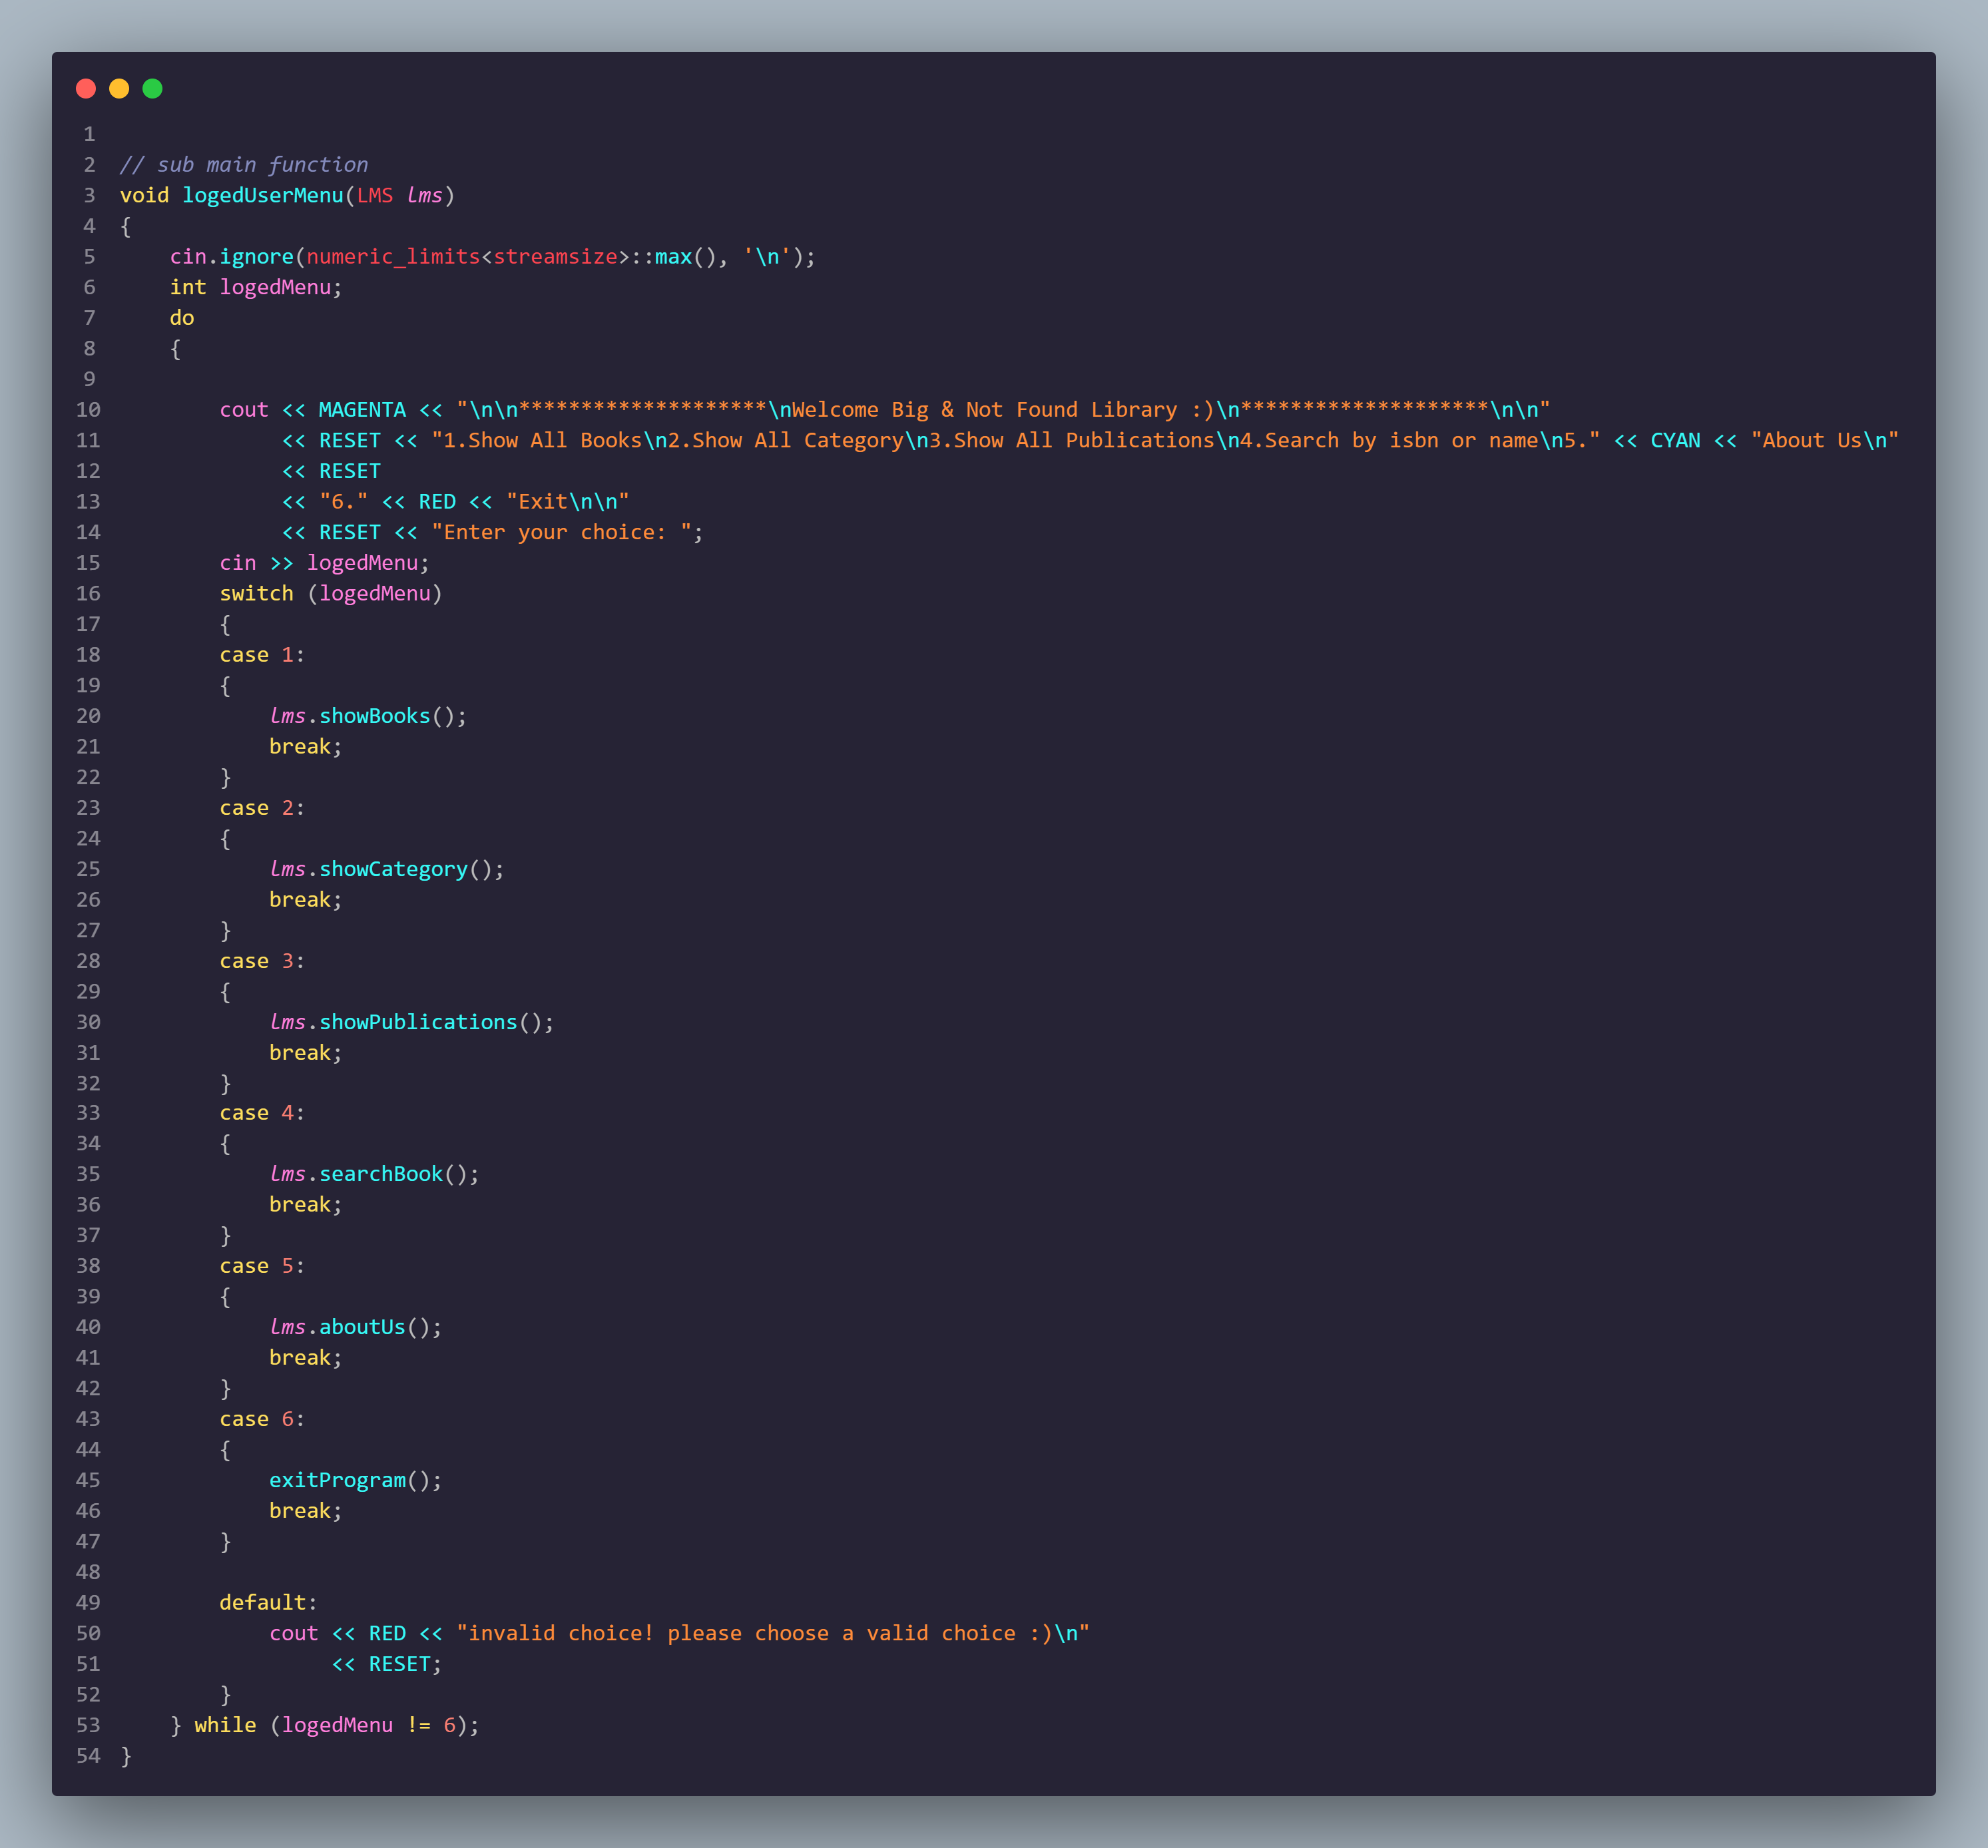 1
2 // sub main function
3 void logedUserMenu(LMS lms)
4 {
5     cin.ignore(numeric_limits<streamsize>::max(), '\n');
6     int logedMenu;
7     do
8     {
9
10         cout << MAGENTA << "\n\n********************\nWelcome Big & Not Found Library :)\n********************\n\n"
11              << RESET << "1.Show All Books\n2.Show All Category\n3.Show All Publications\n4.Search by isbn or name\n5." << CYAN << "About Us\n"
12              << RESET
13              << "6." << RED << "Exit\n\n"
14              << RESET << "Enter your choice: ";
15         cin >> logedMenu;
16         switch (logedMenu)
17         {
18         case 1:
19         {
20             lms.showBooks();
21             break;
22         }
23         case 2:
24         {
25             lms.showCategory();
26             break;
27         }
28         case 3:
29         {
30             lms.showPublications();
31             break;
32         }
33         case 4:
34         {
35             lms.searchBook();
36             break;
37         }
38         case 5:
39         {
40             lms.aboutUs();
41             break;
42         }
43         case 6:
44         {
45             exitProgram();
46             break;
47         }
48
49         default:
50             cout << RED << "invalid choice! please choose a valid choice :)\n"
51                  << RESET;
52         }
53     } while (logedMenu != 6);
54 }